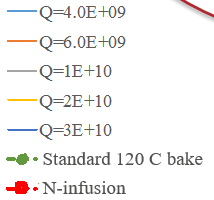 Q=4.0E+09
Q=6.0E+09
Q=1E+10
Q=2E+10
Q=3E+10
Standard 120 C bake
N-infusion